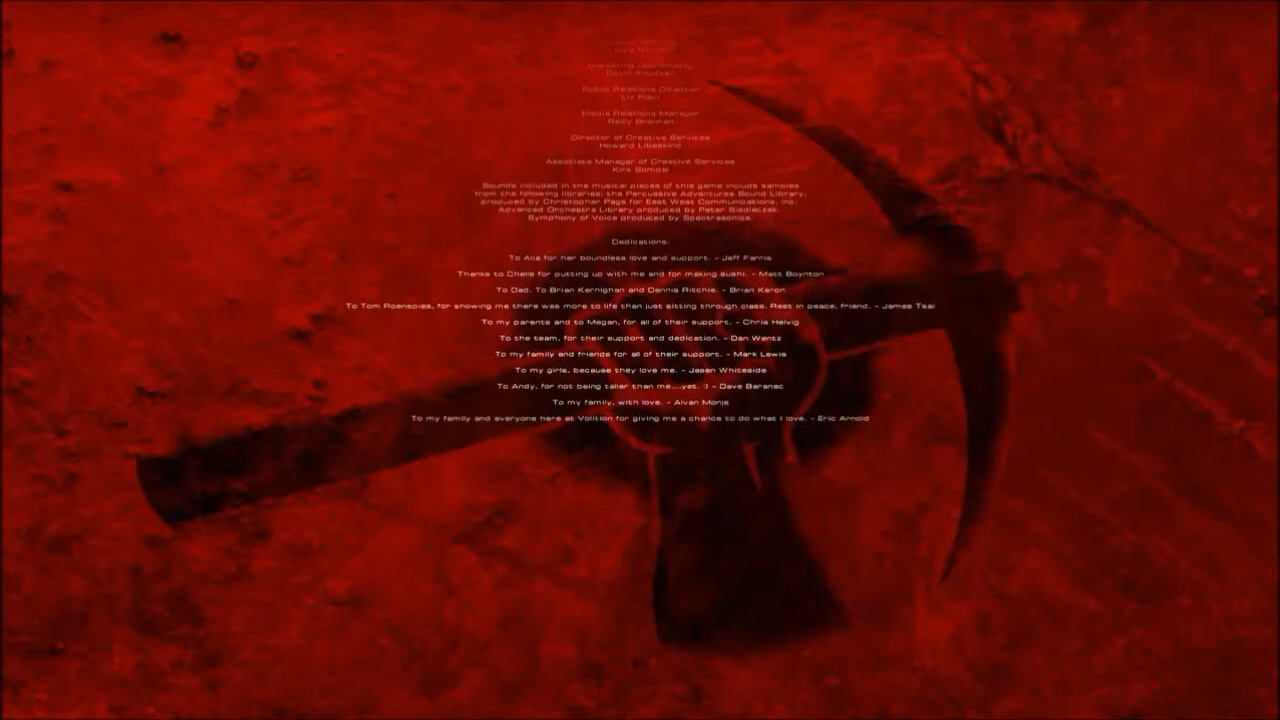 Marketing Coordinator
Devin Knudsen
Public Relations Director
Liz Pieri
Media Relations Manager
Reilly Brennan
Director of Creative Services
Howard Liebeskind
Associate Manager of Creative Services
Kirk Somdal
Sounds included in the musical pieces of this game include samples
from the following libraries: the Percussive Adventures Sound Library,
produced by Christopher Page for East West Communications, Inc.
Advanced Orchestra Library produced by Peter Siedlaczek.
Symphony of Voice produced by Spectrasonics.
Dedications:
To Alia for her boundless love and support. - Jeff Farris
Thanks to Chelle for putting up with me and for making sushi. - Matt Boynton
To Dad. To Brian Kernighan and Dennis Ritchie. - Brian Keron
To Tom Roenspies, for showing me there was more to life than just sitting through class. Rest in peace, friend. - James Tsai
To my parents and to Megan, for all of their support. - Chris Helvig
To the team, for their support and dedication. - Dan Wentz
To my family and friends for all of their support. - Mark Lewis
To my girls, because they love me. - Jasen Whiteside
To Andy, for not being taller than me....yet. :) - Dave Baranec
To my family, with love. - Alvan Monje
To my family and everyone here at Volition for giving me a chance to do what I love. - Eric Arnold